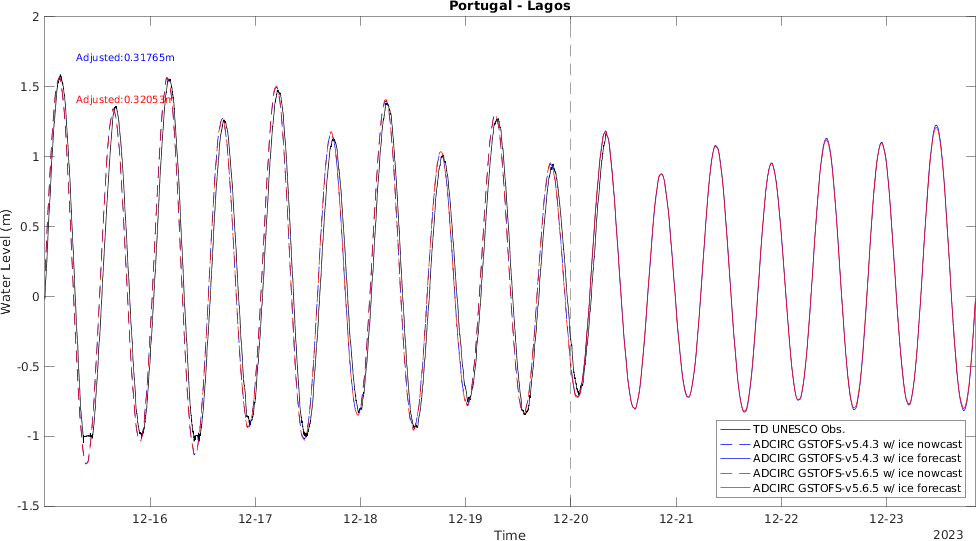 Portugal - Lagos
2
1.5
1
0.5
0
-0.5
-1
-1.5
Water Level (m)
Adjusted:0.31765m
Adjusted:0.32053m
TD UNESCO Obs.
ADCIRC GSTOFS-v5.4.3 w/ ice nowcast
ADCIRC GSTOFS-v5.4.3 w/ ice forecast
ADCIRC GSTOFS-v5.6.5 w/ ice nowcast
ADCIRC GSTOFS-v5.6.5 w/ ice forecast
12-16 12-17 12-18 12-19 12-20 12-21 12-22 12-23
Time
2023